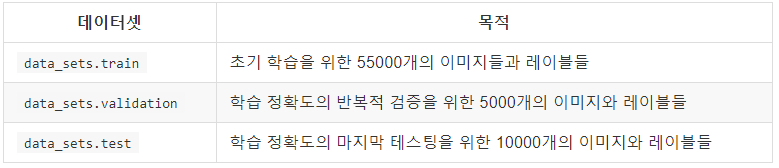 데이터셋 목적
data_sets.train 초기 학습을 위한 55000개의 이미지들과 레이블들
data_sets.validation 학습 정확도의 반복적 검증을 위한 5000개의 이미지와 레이블들
data_sets.test 학습 정확도의 마지막 테스팅을 위한 10000개의 이미지와 레이블들